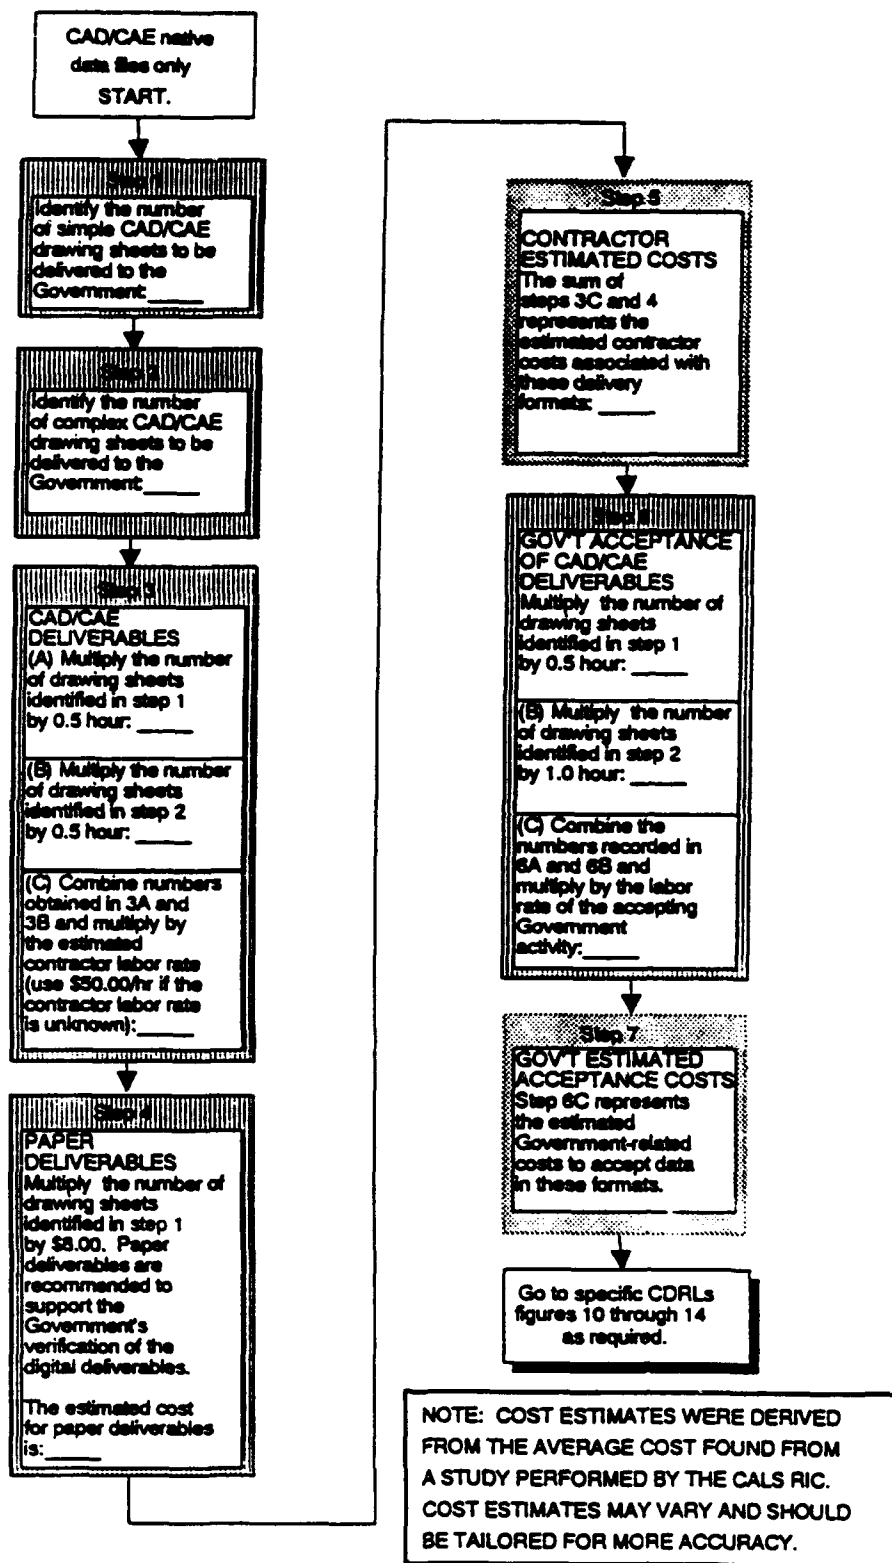 CAD/CAE native
data files only
START.
Step 1
Identify the number
of simple CAD/CAE
drawing sheets to be
delivered to the
Government:_____
Step 2
Identify the number
of complex CAD/CAE
drawing sheets to be
delivered to the
Government:_____
Step 3
CAD/CAE
DELIVERABLES
(A) Multiply the number
of drawing sheets
identified in step 1
by 0.5 hour: _____
(B) Multiply the number
of drawing sheets
identified in step 2
by 0.5 hour: _____
(C) Combine numbers
obtained in 3A and
3B and multiply by
the estimated
contractor labor rate
(use $50.00/hr if the
contractor labor rate
is unknown):_____
Step 4
PAPER
DELIVERABLES
Multiply the number of
drawing sheets
identified in step 1
by $8.00. Paper
deliverables are
recommended to
support the
Government's
verification of the
digital deliverables.
The estimated cost
for paper deliverables
is:_____
Step 5
CONTRACTOR
ESTIMATED COSTS
The sum of
steps 3C and 4
represents the
estimated contractor
costs associated with
these delivery
formats: _____
Step 6
GOV'T ACCEPTANCE
OF CAD/CAE
DELIVERABLES
Multiply the number of
drawing sheets
identified in step 1
by 0.5 hour: _____
(B) Multiply the number
of drawing sheets
identified in step 2
by 1.0 hour: _____
(C) Combine the
numbers recorded in
6A and 6B and
multiply by the labor
rate of the accepting
Government
activity:_____
Step 7
GOV'T ESTIMATED
ACCEPTANCE COSTS
Step 6C represents
the estimated
Government-related
costs to accept data
in these formats.
Go to specific CDRLs
figures 10 through 14
as required.
NOTE: COST ESTIMATES WERE DERIVED
FROM THE AVERAGE COST FOUND FROM
A STUDY PERFORMED BY THE CALS RIC.
COST ESTIMATES MAY VARY AND SHOULD
BE TAILORED FOR MORE ACCURACY.